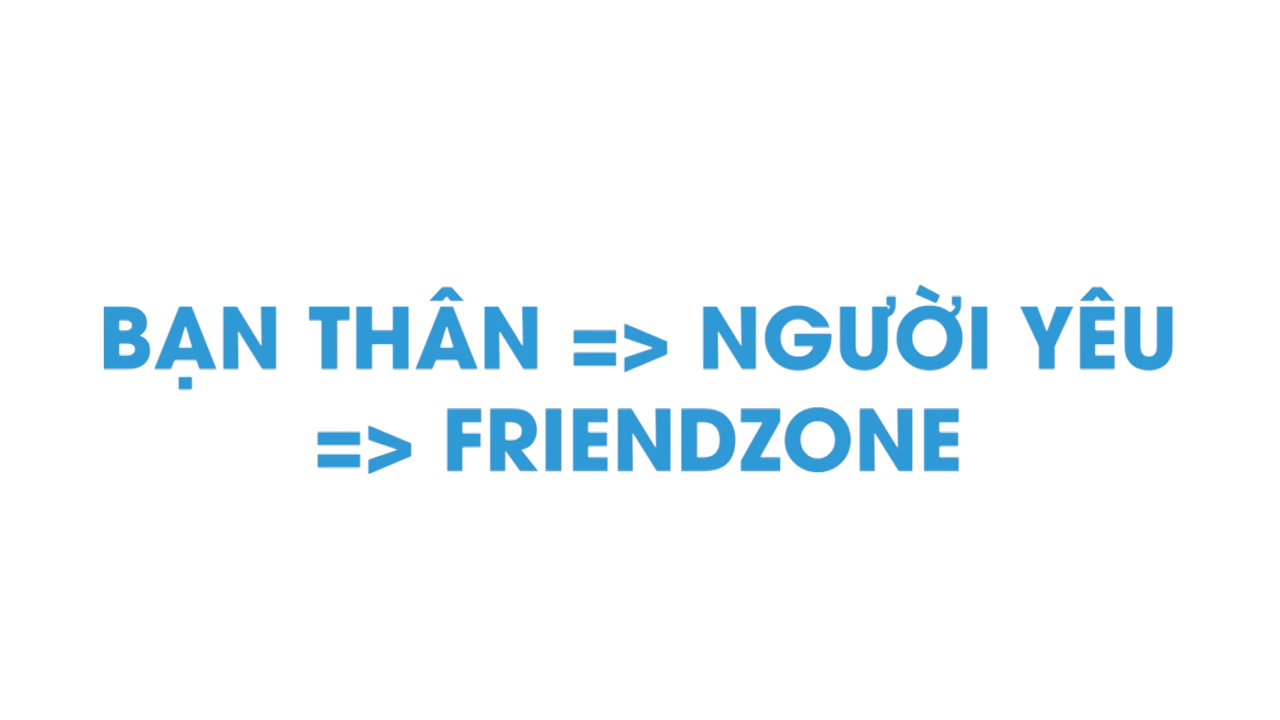 BẠN THÂN => NGƯỜI YÊU
=> FRIENDZONE